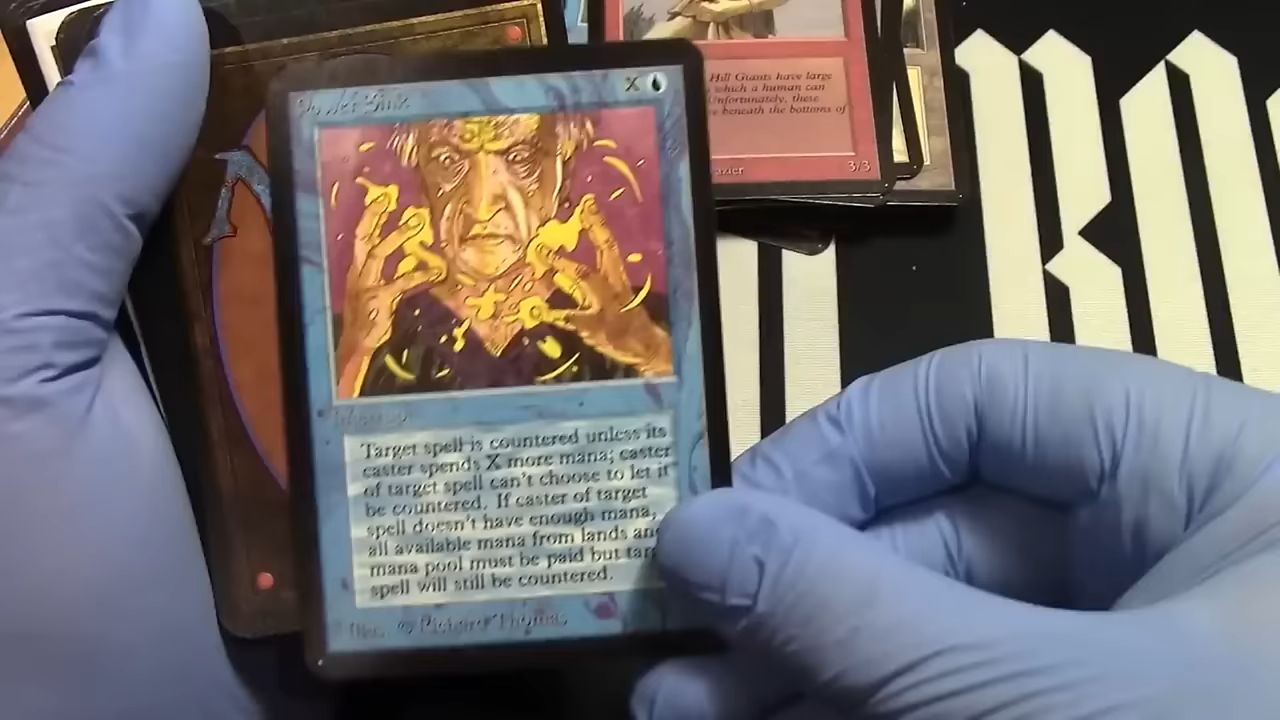 Power Sink
X
Target spell is countered unless its
caster spends X more mana; caster
of target spell can't choose to let it
be countered. If caster of target
spell doesn't have enough mana,
all available mana from lands and
mana pool must be paid but
spell will still be countered.
Illus. © Richard Thomas
Hill Giants have large
which a human can
Unfortunately, these
beneath the bottoms of
3/3